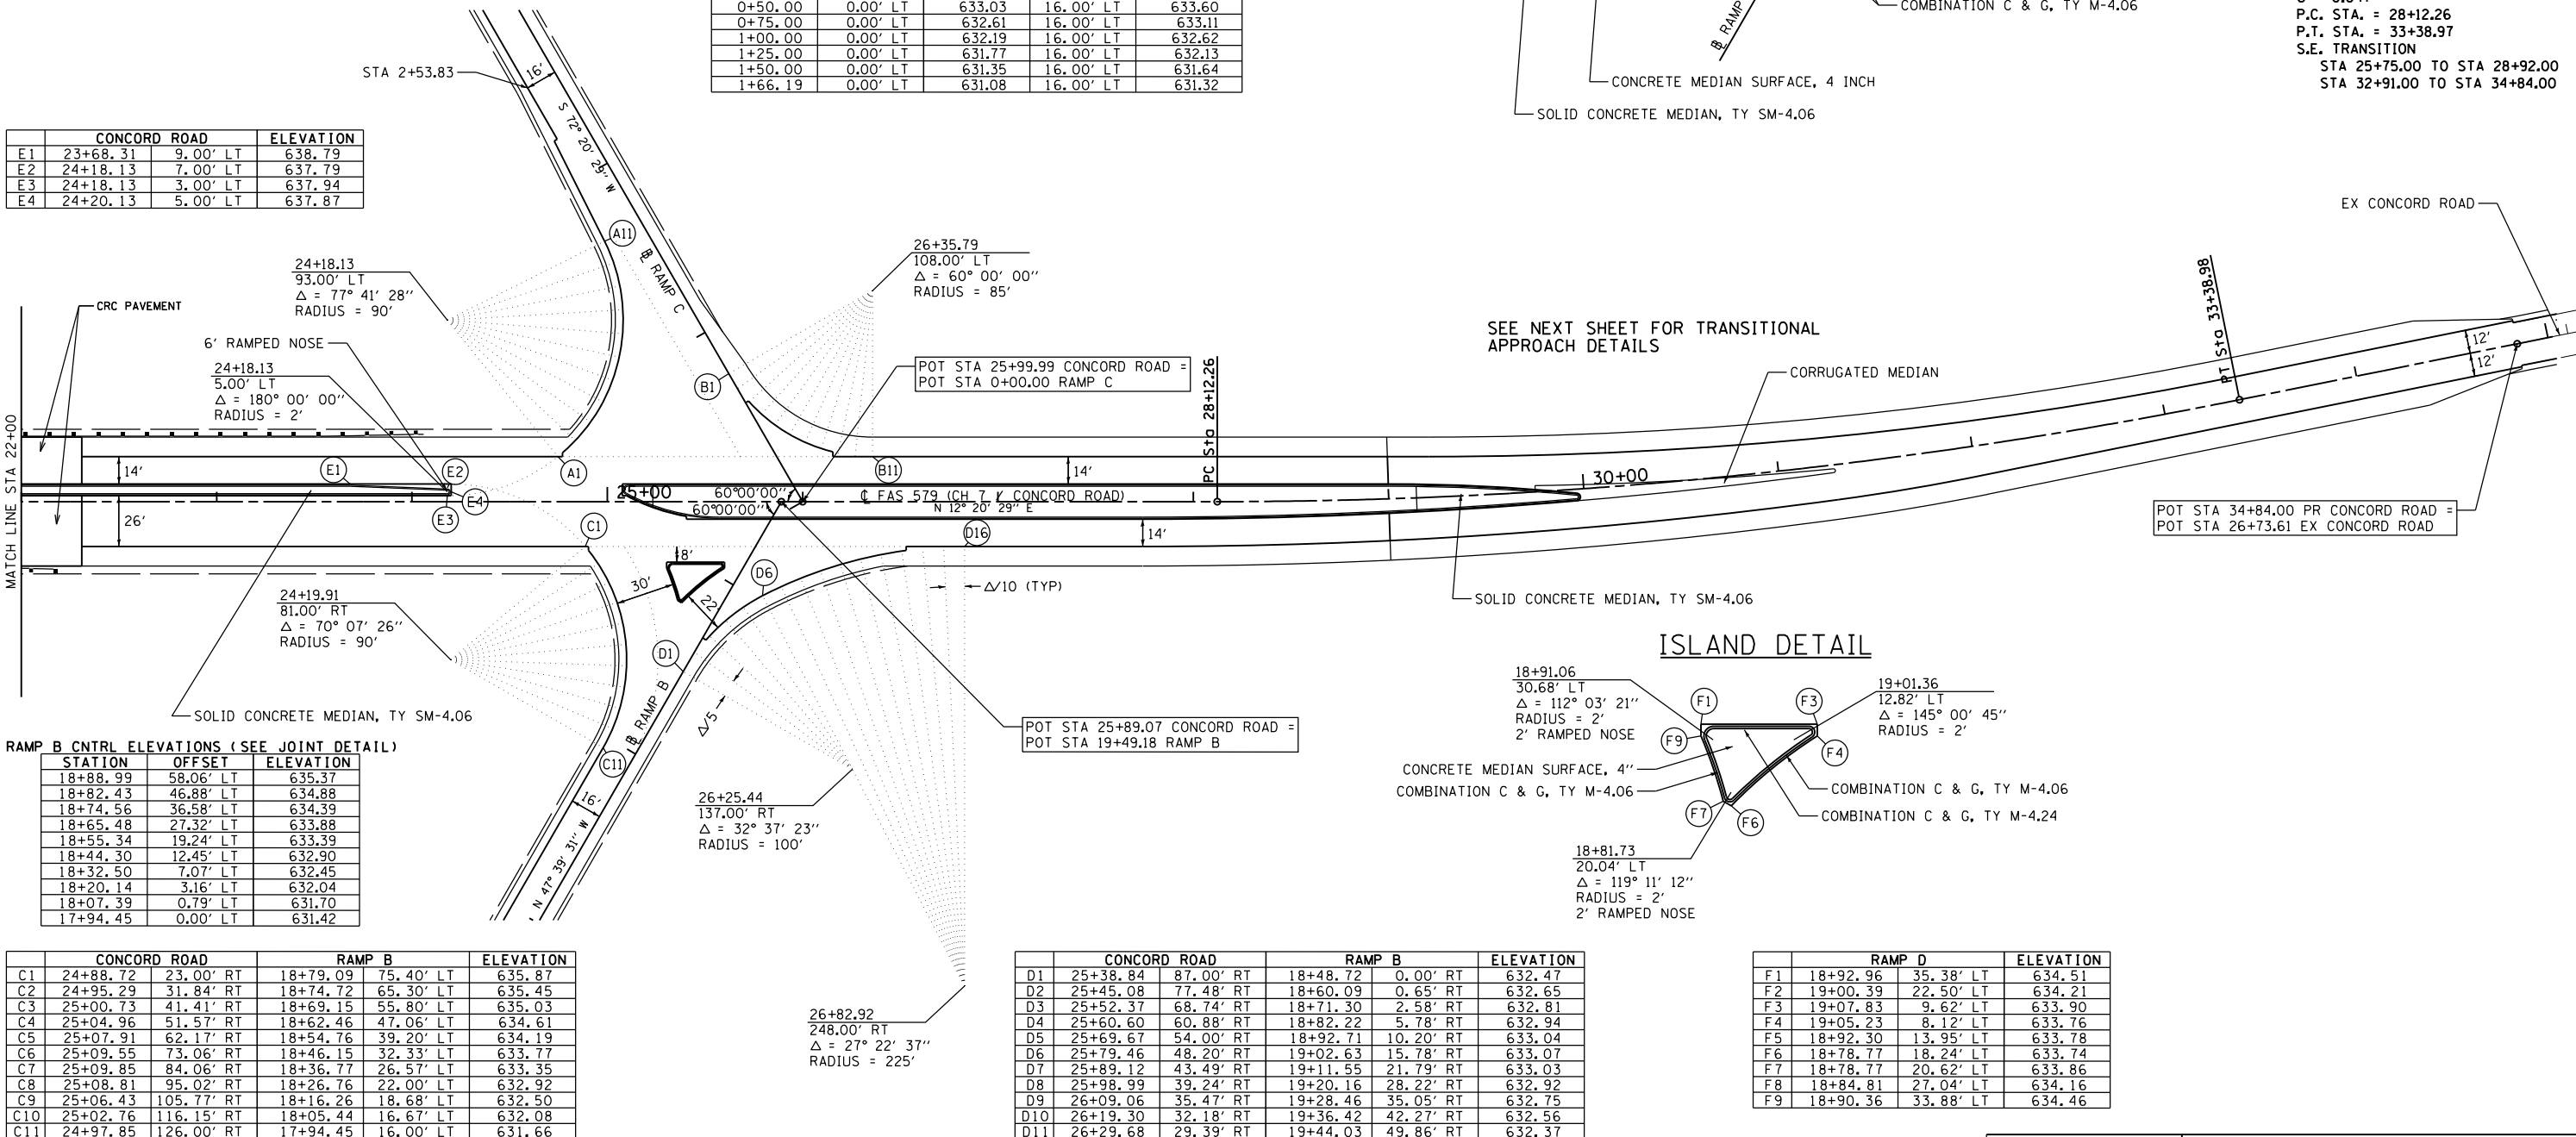 0+50.00 0.00' LT 633.03 16.00' LT 633.60
0+75.00 0.00' LT 632.61 16.00' LT 633.11
1+00.00 0.00' LT 632.19 16.00' LT 632.62
1+25.00 0.00' LT 631.77 16.00' LT 632.13
1+50.00 0.00' LT 631.35 16.00' LT 631.64
1+66.19 0.00' LT 631.08 16.00' LT 631.32
COMBINATION C & G, TY M-4.06
℄ RAMP
CONCRETE MEDIAN SURFACE, 4 INCH
SOLID CONCRETE MEDIAN, TY SM-4.06
P.C. STA. = 28+12.26
P.T. STA. = 33+38.97
S.E. TRANSITION
STA 25+75.00 TO STA 28+92.00
STA 32+91.00 TO STA 34+84.00
STA 2+53.83
16'
S 72° 20' 29" W
CONCORD ROAD ELEVATION
E1 23+68.31 9.00' LT 638.79
E2 24+18.13 7.00' LT 637.79
E3 24+18.13 3.00' LT 637.94
E4 24+20.13 5.00' LT 637.87
EX CONCORD ROAD
A11
℄ RAMP C
24+18.13
93.00' LT
Δ = 77° 41' 28"
RADIUS = 90'
26+35.79
108.00' LT
Δ = 60° 00' 00"
RADIUS = 85'
CRC PAVEMENT
6' RAMPED NOSE
24+18.13
5.00' LT
Δ = 180° 00' 00"
RADIUS = 2'
B1
POT STA 25+99.99 CONCORD ROAD =
POT STA 0+00.00 RAMP C
PC Sta 28+12.26
SEE NEXT SHEET FOR TRANSITIONAL
APPROACH DETAILS
CORRUGATED MEDIAN
PT Sta 33+38.98
12'
12'
MATCH LINE STA 22+00
14'
26'
E1
E2
E3
E4
A1
B11
14'
25+00
60°00'00"
60°00'00"
℄ FAS 579 (CH 7 / CONCORD ROAD)
N 12° 20' 29" E
30+00
C1
D16
14'
8'
30'
22'
D6
Δ/10 (TYP)
POT STA 34+84.00 PR CONCORD ROAD =
POT STA 26+73.61 EX CONCORD ROAD
SOLID CONCRETE MEDIAN, TY SM-4.06
24+19.91
81.00' RT
Δ = 70° 07' 26"
RADIUS = 90'
D1
℄ RAMP B
Δ/5
C11
16'
N 47° 39' 31" W
SOLID CONCRETE MEDIAN, TY SM-4.06
POT STA 25+89.07 CONCORD ROAD =
POT STA 19+49.18 RAMP B
26+25.44
137.00' RT
Δ = 32° 37' 23"
RADIUS = 100'
26+82.92
248.00' RT
Δ = 27° 22' 37"
RADIUS = 225'
ISLAND DETAIL
18+91.06
30.68' LT
Δ = 112° 03' 21"
RADIUS = 2'
2' RAMPED NOSE
19+01.36
12.82' LT
Δ = 145° 00' 45"
RADIUS = 2'
F1
F3
F9
F4
F7
F6
CONCRETE MEDIAN SURFACE, 4"
COMBINATION C & G, TY M-4.06
COMBINATION C & G, TY M-4.06
COMBINATION C & G, TY M-4.24
18+81.73
20.04' LT
Δ = 119° 11' 12"
RADIUS = 2'
2' RAMPED NOSE
RAMP B CNTRL ELEVATIONS (SEE JOINT DETAIL)
STATION OFFSET ELEVATION
18+88.99 58.06' LT 635.37
18+82.43 46.88' LT 634.88
18+74.56 36.58' LT 634.39
18+65.48 27.32' LT 633.88
18+55.34 19.24' LT 633.39
18+44.30 12.45' LT 632.90
18+32.50 7.07' LT 632.45
18+20.14 3.16' LT 632.04
18+07.39 0.79' LT 631.70
17+94.45 0.00' LT 631.42
CONCORD ROAD RAMP B ELEVATION
C1 24+88.72 23.00' RT 18+79.09 75.40' LT 635.87
C2 24+95.29 31.84' RT 18+74.72 65.30' LT 635.45
C3 25+00.73 41.41' RT 18+69.15 55.80' LT 635.03
C4 25+04.96 51.57' RT 18+62.46 47.06' LT 634.61
C5 25+07.91 62.17' RT 18+54.76 39.20' LT 634.19
C6 25+09.55 73.06' RT 18+46.15 32.33' LT 633.77
C7 25+09.85 84.06' RT 18+36.77 26.57' LT 633.35
C8 25+08.81 95.02' RT 18+26.76 22.00' LT 632.92
C9 25+06.43 105.77' RT 18+16.26 18.68' LT 632.50
C10 25+02.76 116.15' RT 18+05.44 16.67' LT 632.08
C11 24+97.85 126.00' RT 17+94.45 16.00' LT 631.66
CONCORD ROAD RAMP B ELEVATION
D1 25+38.84 87.00' RT 18+48.72 0.00' RT 632.47
D2 25+45.08 77.48' RT 18+60.09 0.65' RT 632.65
D3 25+52.37 68.74' RT 18+71.30 2.58' RT 632.81
D4 25+60.60 60.88' RT 18+82.22 5.78' RT 632.94
D5 25+69.67 54.00' RT 18+92.71 10.20' RT 633.04
D6 25+79.46 48.20' RT 19+02.63 15.78' RT 633.07
D7 25+89.12 43.49' RT 19+11.55 21.79' RT 633.03
D8 25+98.99 39.24' RT 19+20.16 28.22' RT 632.92
D9 26+09.06 35.47' RT 19+28.46 35.05' RT 632.75
D10 26+19.30 32.18' RT 19+36.42 42.27' RT 632.56
D11 26+29.68 29.39' RT 19+44.03 49.86' RT 632.37
RAMP D ELEVATION
F1 18+92.96 35.38' LT 634.51
F2 19+00.39 22.50' LT 634.21
F3 19+07.83 9.62' LT 633.90
F4 19+05.23 8.12' LT 633.76
F5 18+92.30 13.95' LT 633.78
F6 18+78.77 18.24' LT 633.74
F7 18+78.77 20.62' LT 633.86
F8 18+84.81 27.04' LT 634.16
F9 18+90.36 33.88' LT 634.46